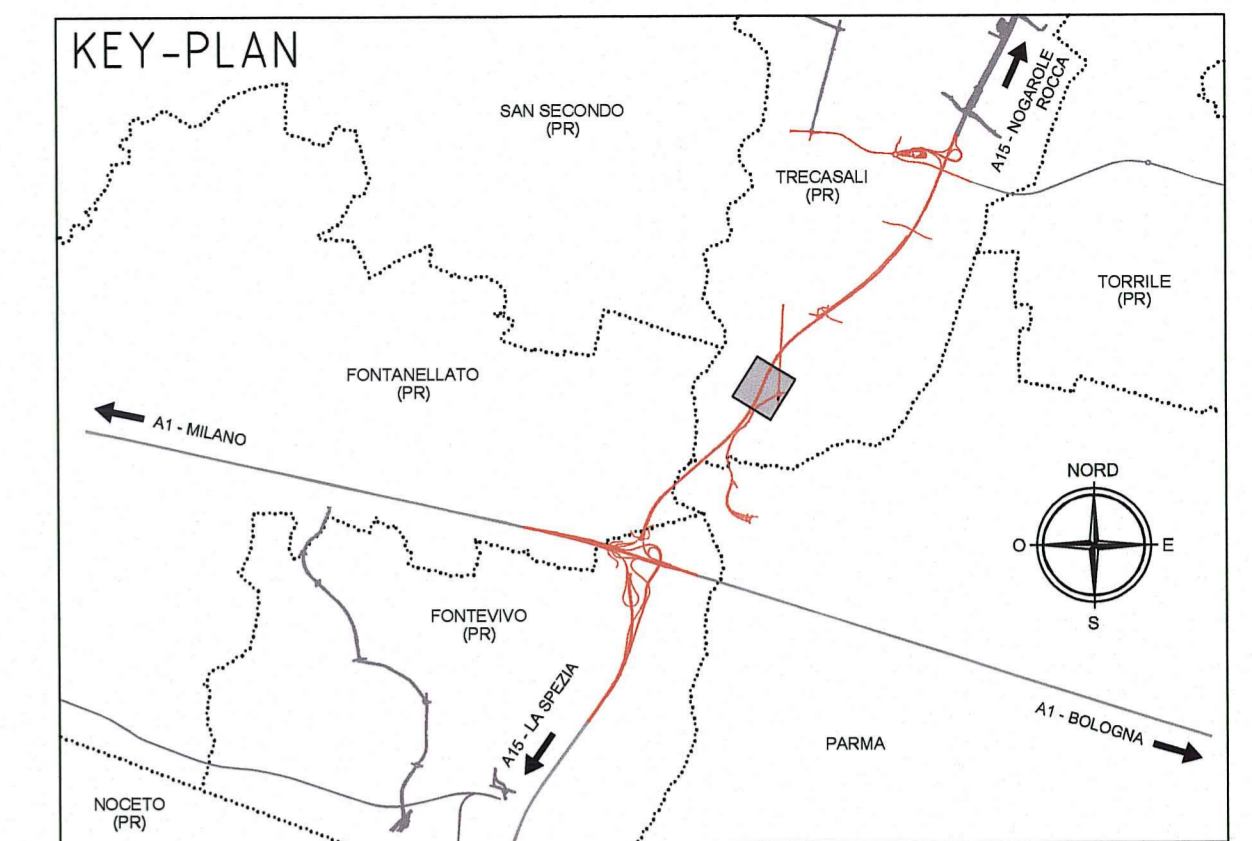 KEY-PLAN
SAN SECONDO
(PR)
A15 - NOGAROLE
ROCCA
TRECASALI
(PR)
TORRILE
(PR)
FONTANELLATO
(PR)
A1 - MILANO
NORD
O
E
S
FONTEVIVO
(PR)
A15 - LA SPEZIA
A1 - BOLOGNA
PARMA
NOCETO
(PR)